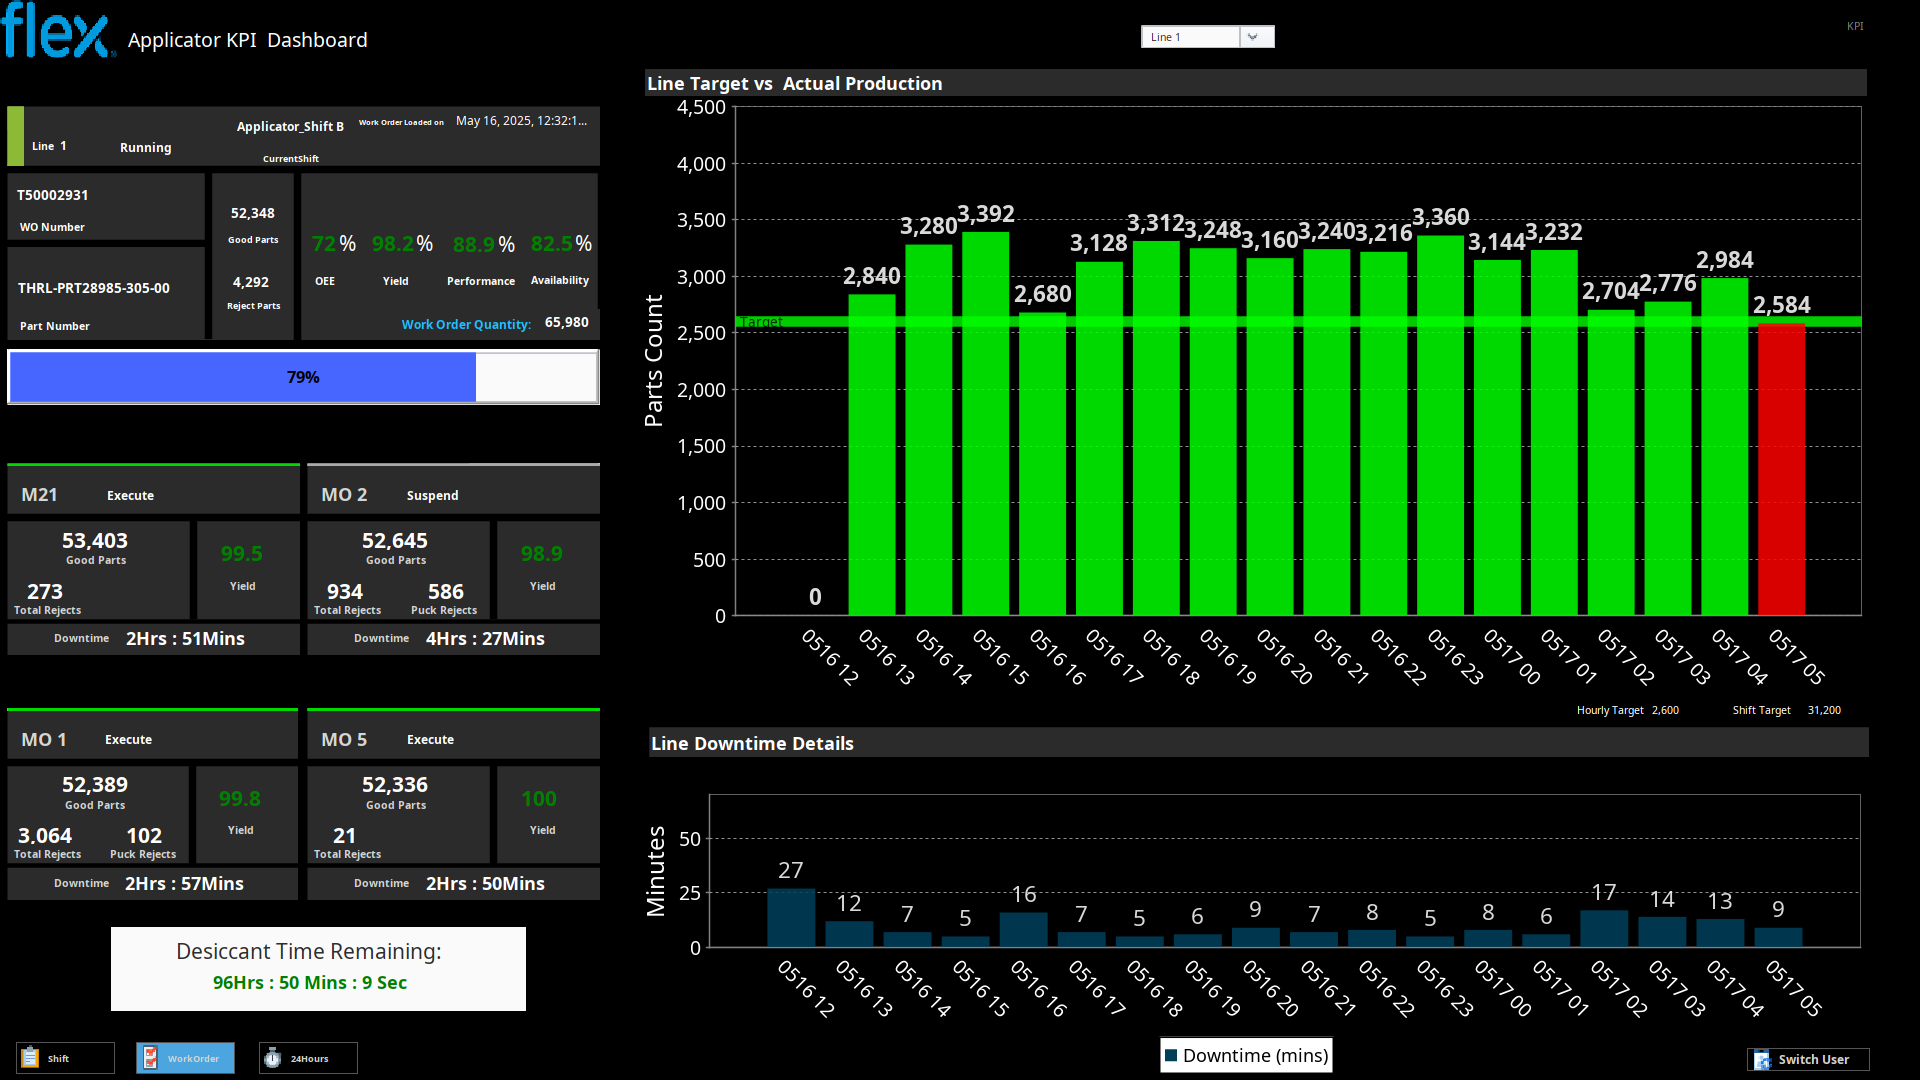 flex
Applicator KPI Dashboard
Line 1
KPI
Line 1
Running
Applicator_Shift B
CurrentShift
Work Order Loaded on
May 16, 2025, 12:32:1...
T50002931
WO Number
THRL-PRT28985-305-00
Part Number
52,348
Good Parts
4,292
Reject Parts
72 % 98.2 % 88.9 % 82.5 %
OEE Yield Performance Availability
Work Order Quantity: 65,980
79%
M21 Execute
53,403
Good Parts
273
Total Rejects
99.5
Yield
Downtime 2Hrs : 51Mins
MO 2 Suspend
52,645
Good Parts
934 586
Total Rejects Puck Rejects
98.9
Yield
Downtime 4Hrs : 27Mins
MO 1 Execute
52,389
Good Parts
3,064 102
Total Rejects Puck Rejects
99.8
Yield
Downtime 2Hrs : 57Mins
MO 5 Execute
52,336
Good Parts
21
Total Rejects
100
Yield
Downtime 2Hrs : 50Mins
Desiccant Time Remaining:
96Hrs : 50 Mins : 9 Sec
Shift
WorkOrder
24Hours
Line Target vs Actual Production
Parts Count
4,500
4,000
3,500
3,000
2,500
2,000
1,500
1,000
500
0
Target
0 2,840 3,280 3,392 2,680 3,128 3,312 3,248 3,160 3,240 3,216 3,360 3,144 3,232 2,704 2,776 2,984 2,584
0516 12 0516 13 0516 14 0516 15 0516 16 0516 17 0516 18 0516 19 0516 20 0516 21 0516 22 0516 23 0517 00 0517 01 0517 02 0517 03 0517 04 0517 05
Hourly Target 2,600 Shift Target 31,200
Line Downtime Details
Minutes
50
25
0
27 12 7 5 16 7 5 6 9 7 8 5 8 6 17 14 13 9
0516 12 0516 13 0516 14 0516 15 0516 16 0516 17 0516 18 0516 19 0516 20 0516 21 0516 22 0516 23 0517 00 0517 01 0517 02 0517 03 0517 04 0517 05
Downtime (mins)
Switch User